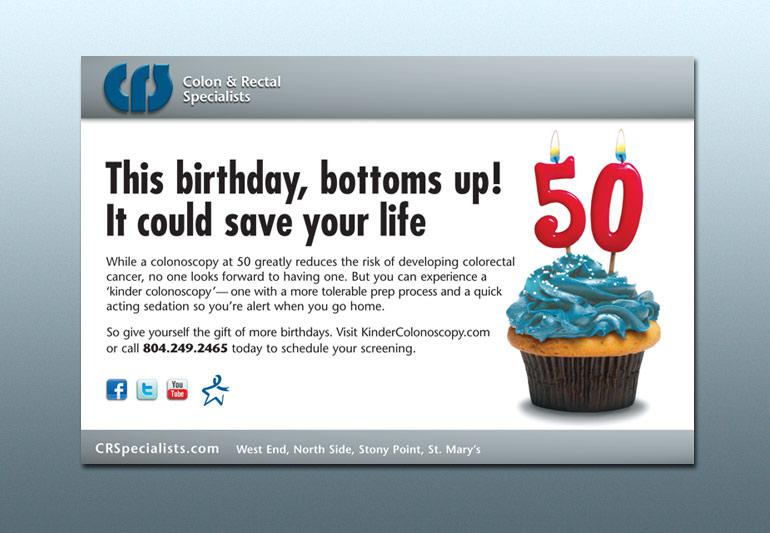 CRS Colon & Rectal
Specialists
This birthday, bottoms up!
It could save your life
While a colonoscopy at 50 greatly reduces the risk of developing colorectal
cancer, no one looks forward to having one. But you can experience a
‘kinder colonoscopy’— one with a more tolerable prep process and a quick
acting sedation so you’re alert when you go home.
So give yourself the gift of more birthdays. Visit KinderColonoscopy.com
or call 804.249.2465 today to schedule your screening.
f t You Tube
50
CRSpecialists.com West End, North Side, Stony Point, St. Mary’s